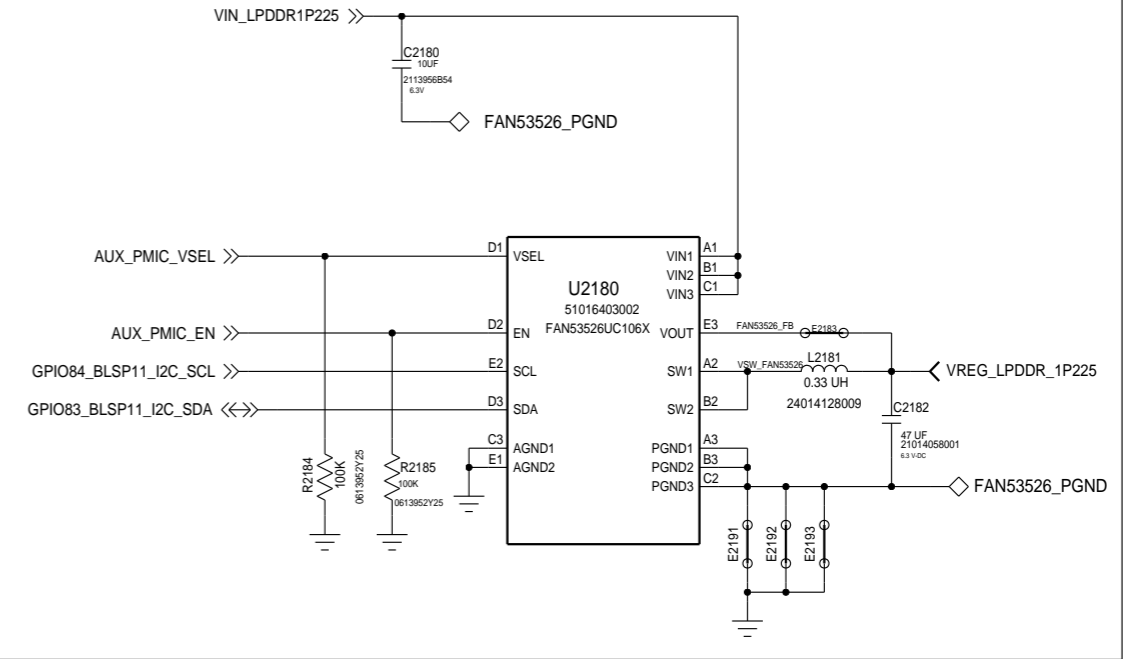 VIN_LPDDR1P225
C2180
10UF
2113956B54
6.3V
FAN53526_PGND
AUX_PMIC_VSEL
D1
VSEL
U2180
51016403002
FAN53526UC106X
VIN1
A1
VIN2
B1
VIN3
C1
AUX_PMIC_EN
D2
EN
VOUT
E3
FAN53526_FB
E2183
GPIO84_BLSP11_I2C_SCL
E2
SCL
SW1
A2
VSW_FAN53526
L2181
0.33 UH
24014128009
VREG_LPDDR_1P225
GPIO83_BLSP11_I2C_SDA
D3
SDA
SW2
B2
C2182
47 UF
21014058001
6.3 V-DC
C3
AGND1
E1
AGND2
PGND1
A3
PGND2
B3
PGND3
C2
FAN53526_PGND
R2184
100K
0613952Y25
R2185
100K
0613952Y25
E2191
E2192
E2193